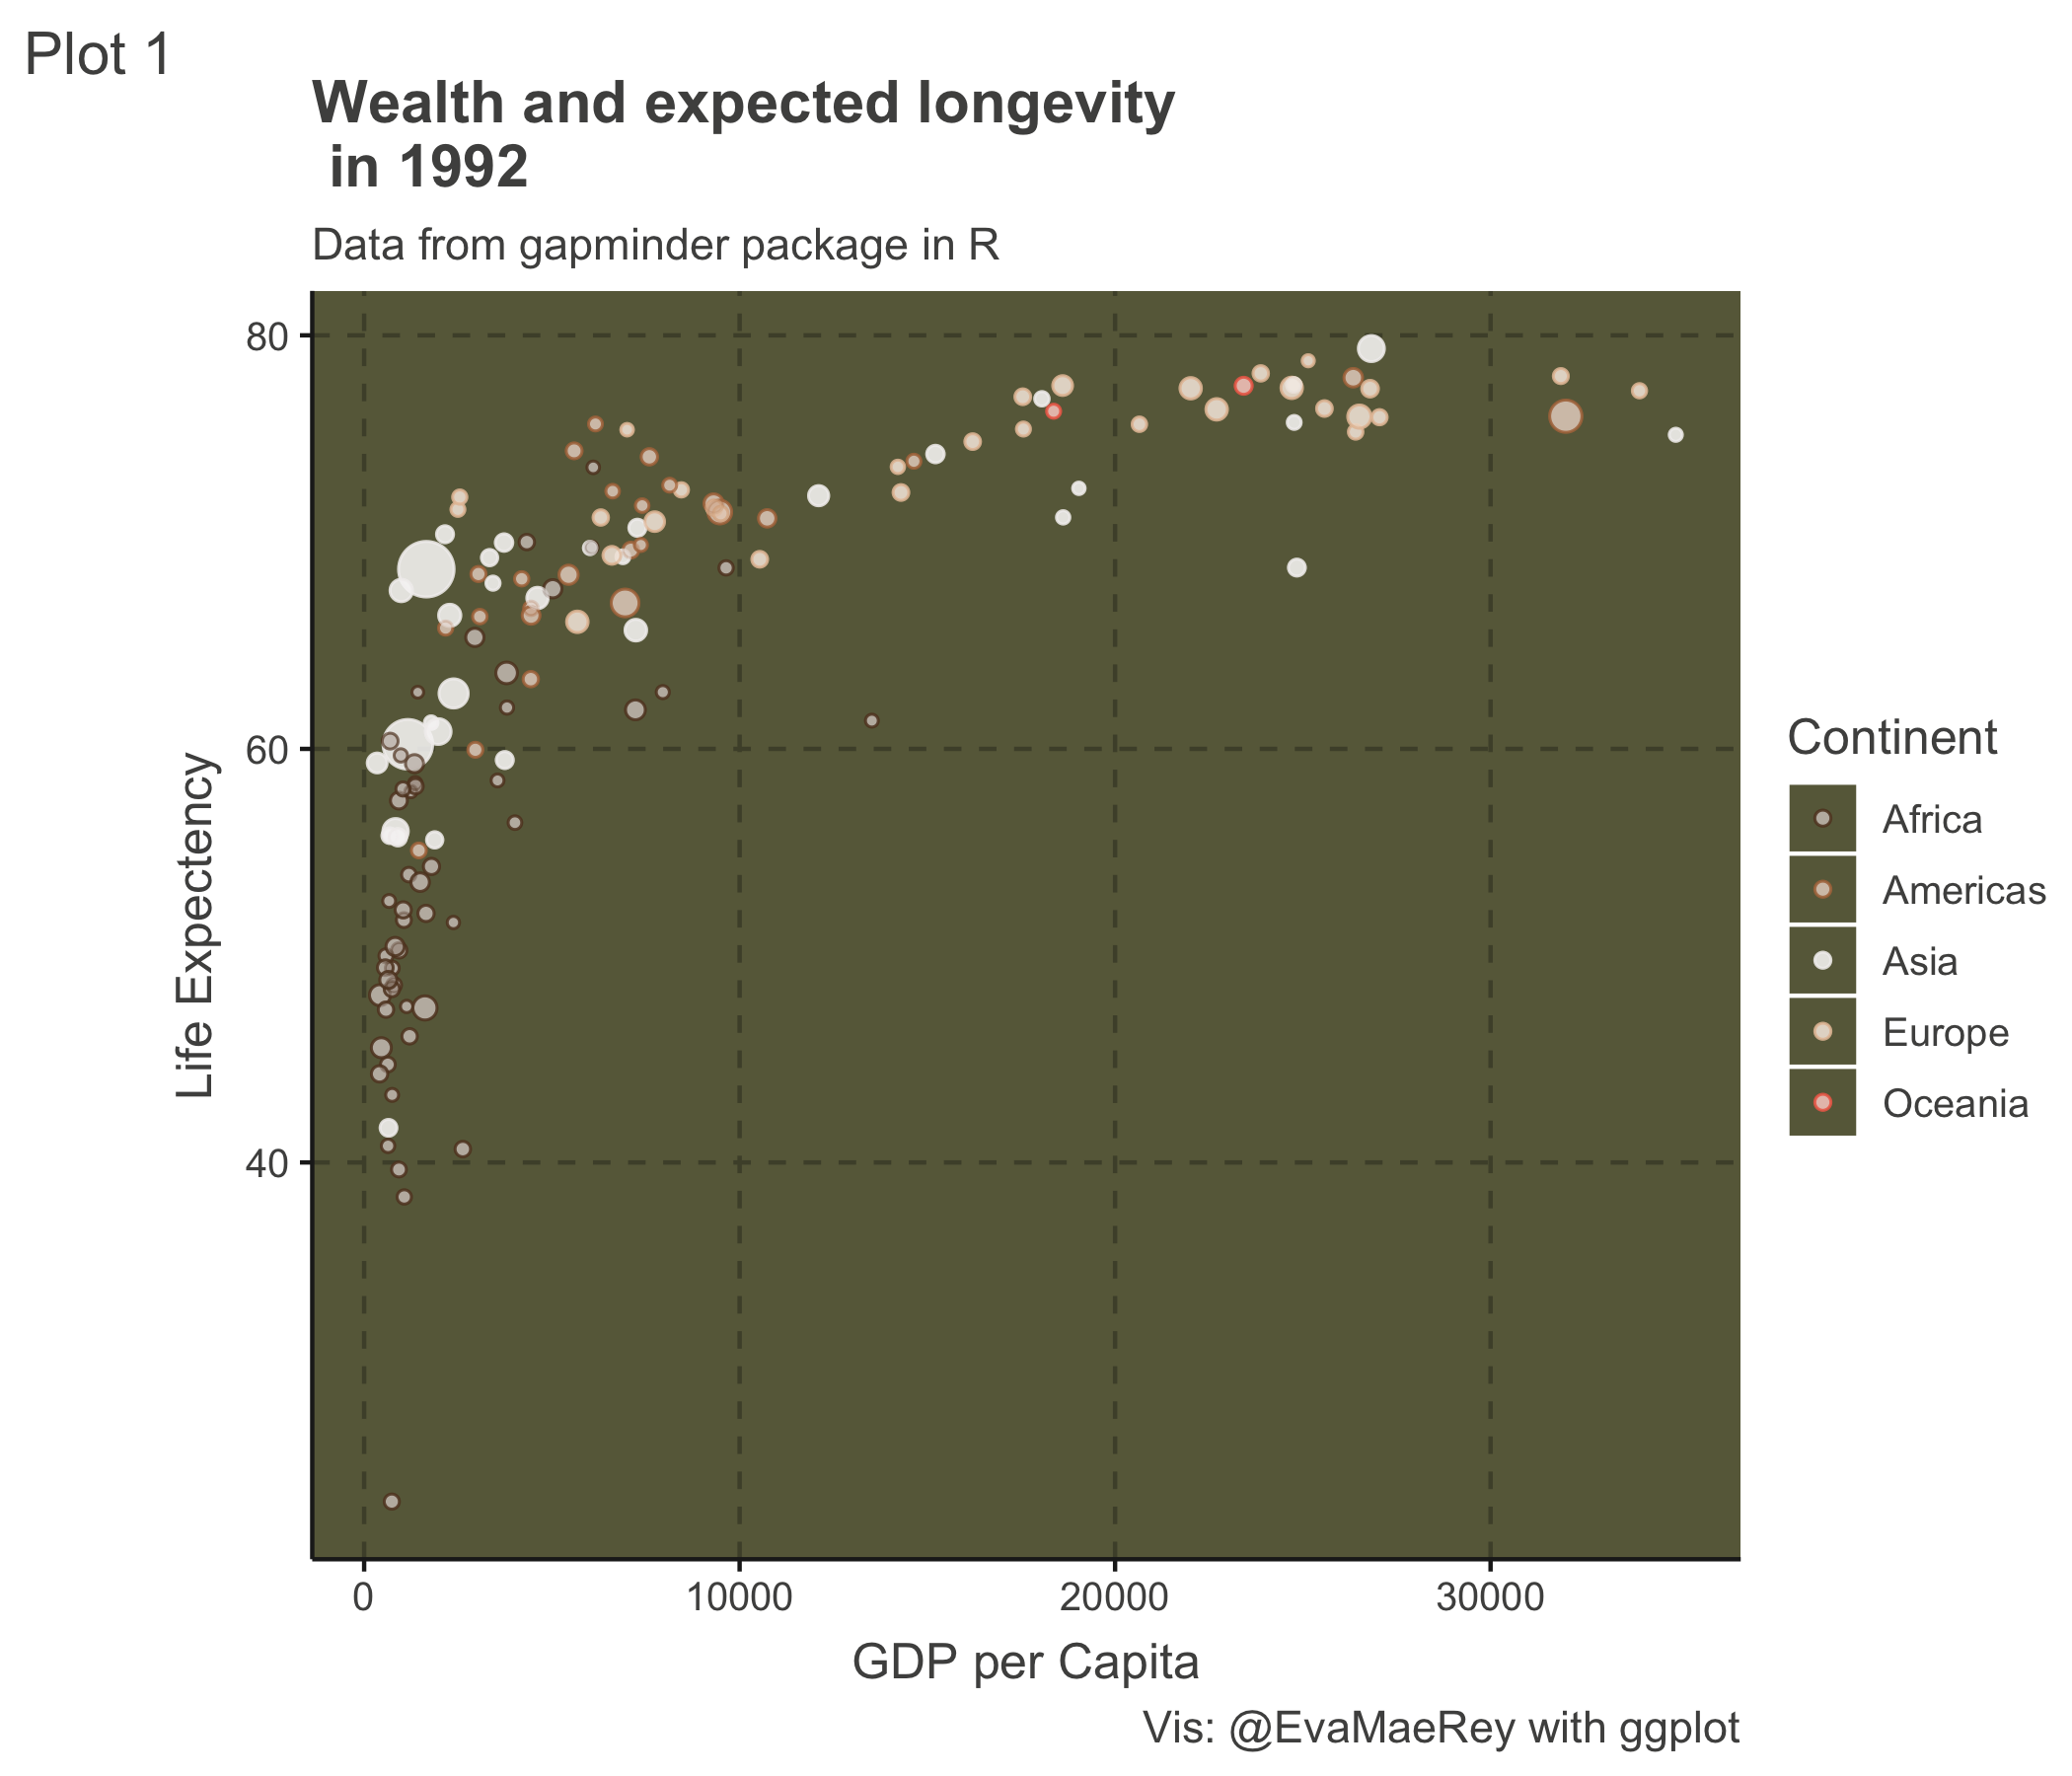 Plot 1
Wealth and expected longevity
in 1992
Data from gapminder package in R
80
60
40
Life Expectency
0
10000
20000
30000
GDP per Capita
Continent
Africa
Americas
Asia
Europe
Oceania
Vis: @EvaMaeRey with ggplot